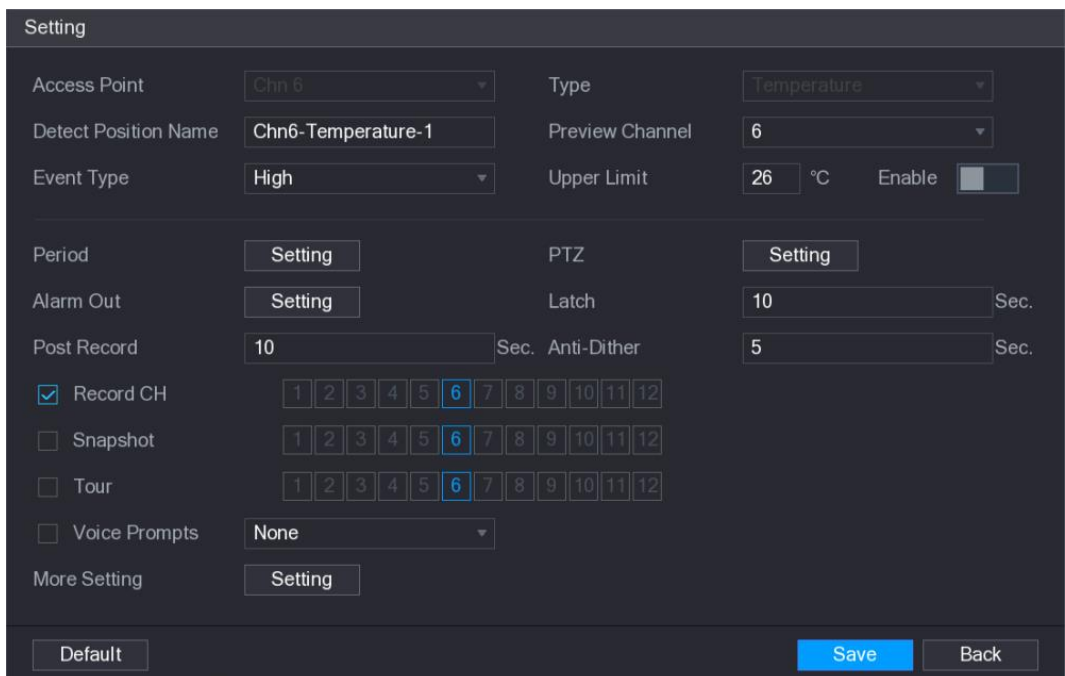 Setting
Access Point Chn 6 Type Temperature
Detect Position Name Chn6-Temperature-1 Preview Channel 6
Event Type High Upper Limit 26 °C Enable
Period Setting PTZ Setting
Alarm Out Setting Latch 10 Sec.
Post Record 10 Sec. Anti-Dither 5 Sec.
Record CH 1 2 3 4 5 6 7 8 9 10 11 12
Snapshot 1 2 3 4 5 6 7 8 9 10 11 12
Tour 1 2 3 4 5 6 7 8 9 10 11 12
Voice Prompts None
More Setting Setting
Default Save Back